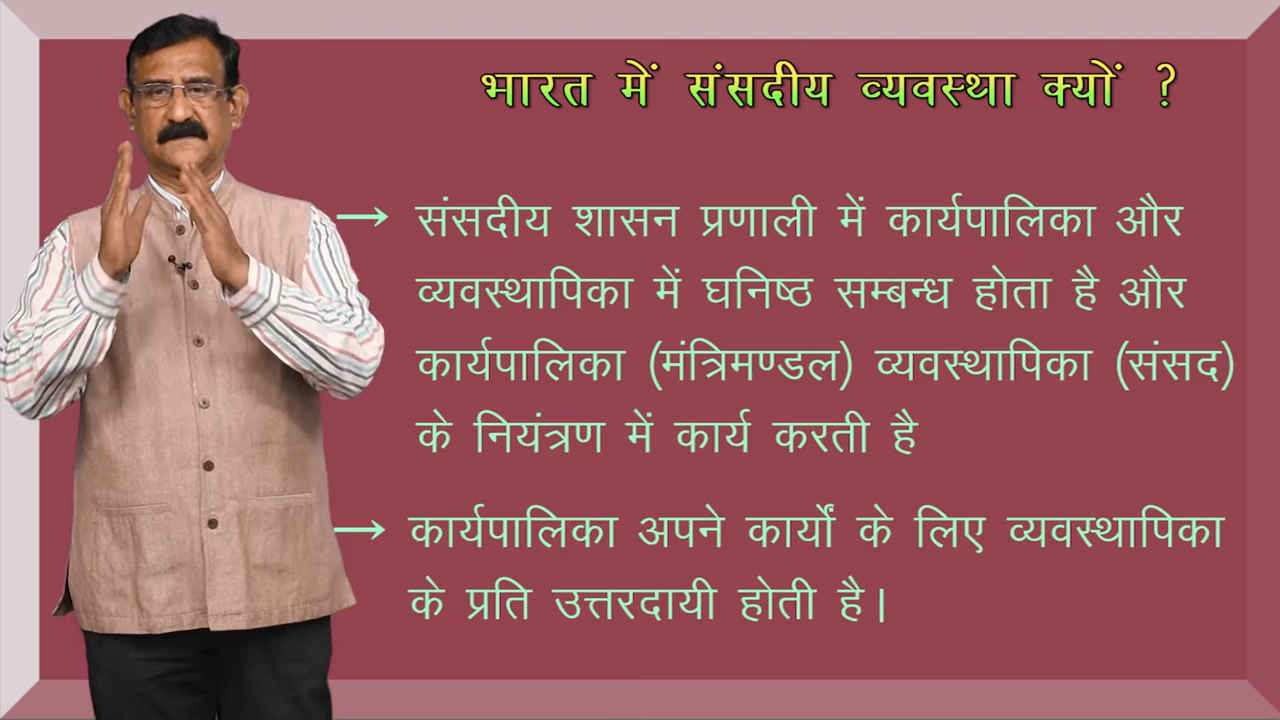 भारत में संसदीय व्यवस्था क्यों ?
→ संसदीय शासन प्रणाली में कार्यपालिका और
व्यवस्थापिका में घनिष्ठ सम्बन्ध होता है और
कार्यपालिका (मंत्रिमण्डल) व्यवस्थापिका (संसद)
के नियंत्रण में कार्य करती है
→ कार्यपालिका अपने कार्यों के लिए व्यवस्थापिका
के प्रति उत्तरदायी होती है।